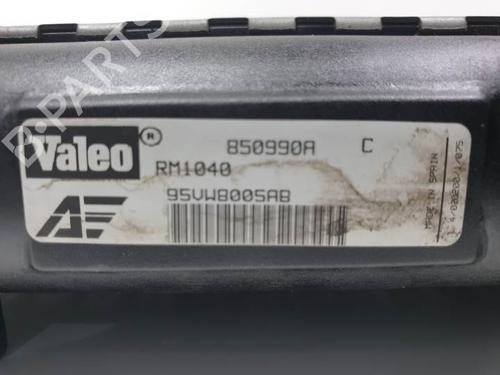 Valeo ® 850990A C
RM1040
95VW8005AB
MADE IN SPAIN
B-PARTS